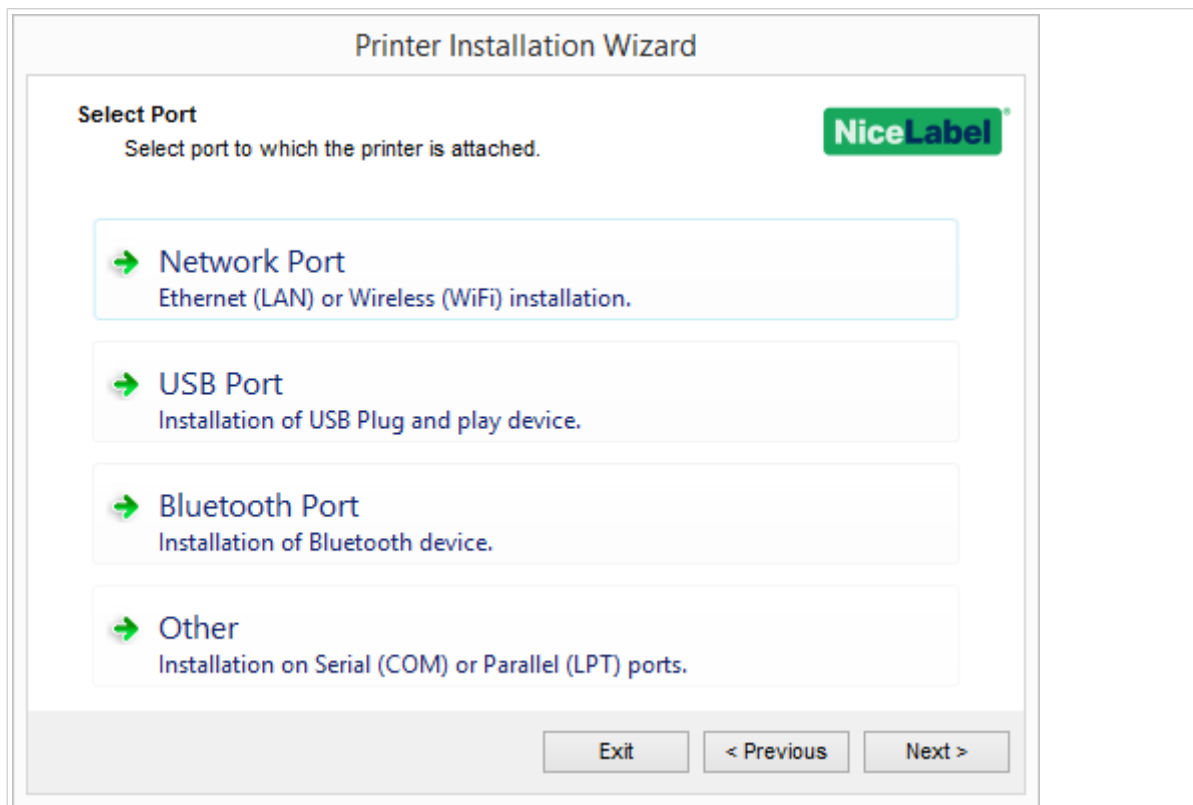 Printer Installation Wizard
Select Port
Select port to which the printer is attached.
NiceLabel®
Network Port
Ethernet (LAN) or Wireless (WiFi) installation.
USB Port
Installation of USB Plug and play device.
Bluetooth Port
Installation of Bluetooth device.
Other
Installation on Serial (COM) or Parallel (LPT) ports.
Exit
< Previous
Next >